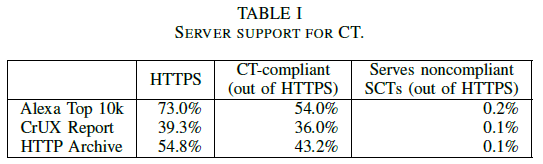 TABLE I
SERVER SUPPORT FOR CT.
HTTPS CT-compliant (out of HTTPS) Serves noncompliant SCTs (out of HTTPS)
Alexa Top 10k 73.0% 54.0% 0.2%
CrUX Report 39.3% 36.0% 0.1%
HTTP Archive 54.8% 43.2% 0.1%